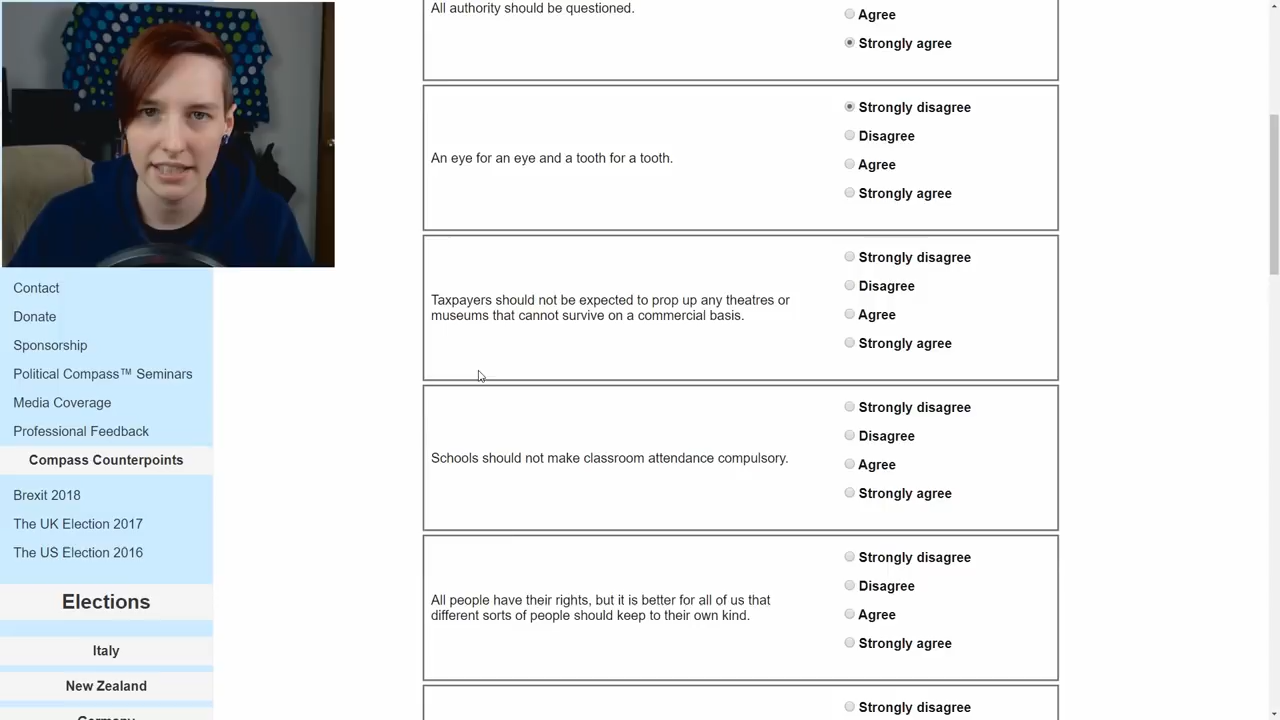 All authority should be questioned.
Agree
Strongly agree
Strongly disagree
Disagree
An eye for an eye and a tooth for a tooth.
Agree
Strongly agree
Strongly disagree
Disagree
Taxpayers should not be expected to prop up any theatres or
museums that cannot survive on a commercial basis.
Agree
Strongly agree
Strongly disagree
Disagree
Schools should not make classroom attendance compulsory.
Agree
Strongly agree
Strongly disagree
Disagree
All people have their rights, but it is better for all of us that
different sorts of people should keep to their own kind.
Agree
Strongly agree
Strongly disagree
Contact
Donate
Sponsorship
Political Compass™ Seminars
Media Coverage
Professional Feedback
Compass Counterpoints
Brexit 2018
The UK Election 2017
The US Election 2016
Elections
Italy
New Zealand
Germany